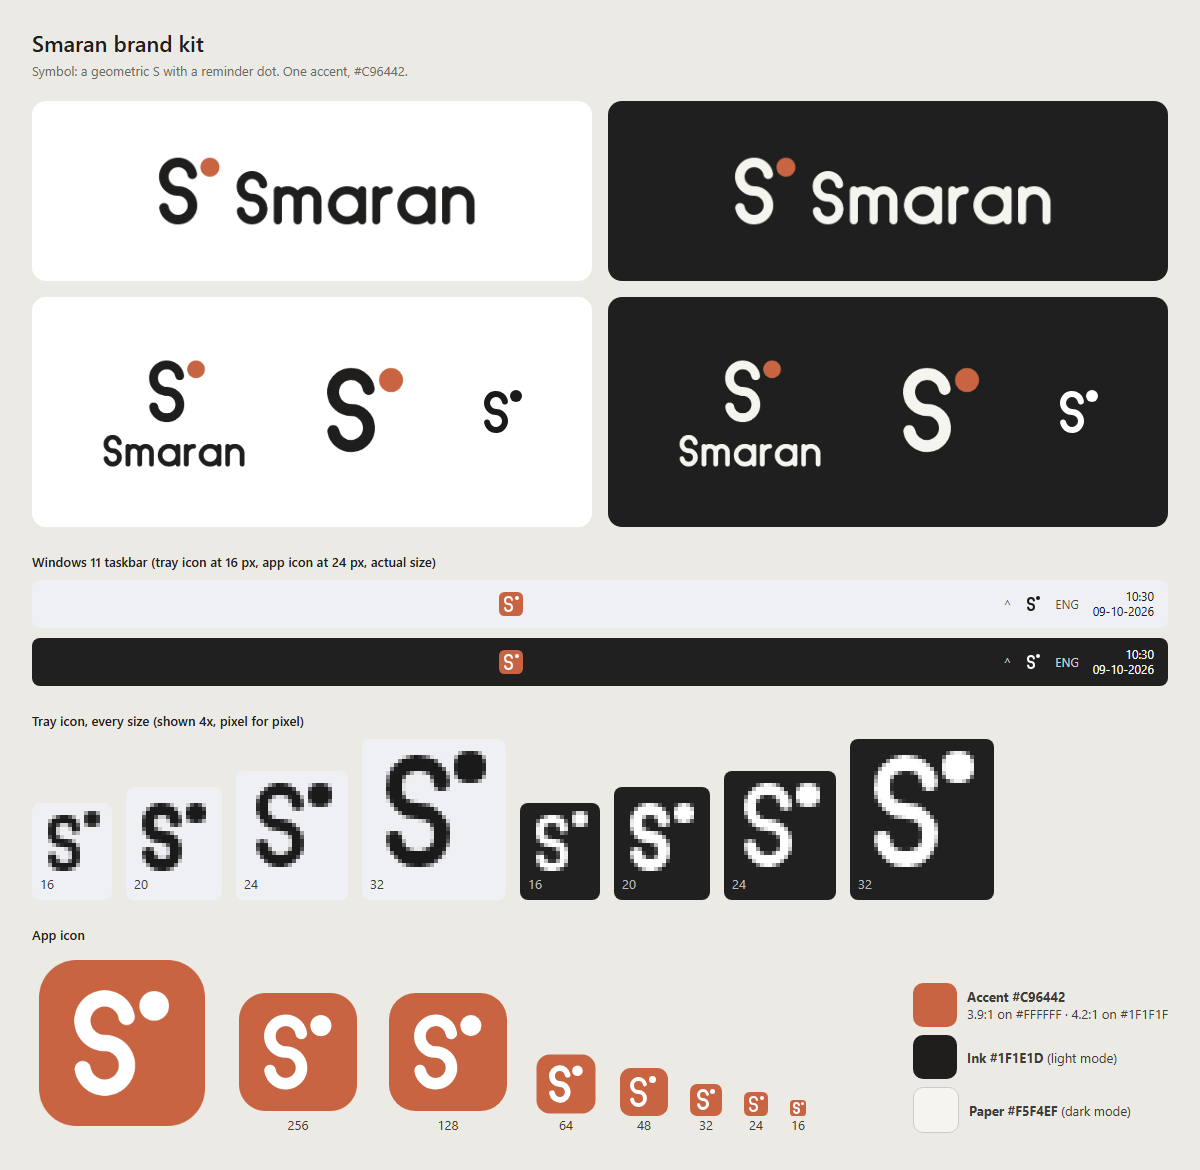 Smaran brand kit
Symbol: a geometric S with a reminder dot. One accent, #C96442.
S Smaran
S Smaran
S
Smaran
S
S
S
Smaran
S
S
Windows 11 taskbar (tray icon at 16 px, app icon at 24 px, actual size)
S
^ S ENG 10:30
09-10-2026
S
^ S ENG 10:30
09-10-2026
Tray icon, every size (shown 4x, pixel for pixel)
S S S S S S S S
16 20 24 32 16 20 24 32
App icon
S S S S S S S S
256 128 64 48 32 24 16
Accent #C96442
3.9:1 on #FFFFFF · 4.2:1 on #1F1F1F
Ink #1F1E1D (light mode)
Paper #F5F4EF (dark mode)